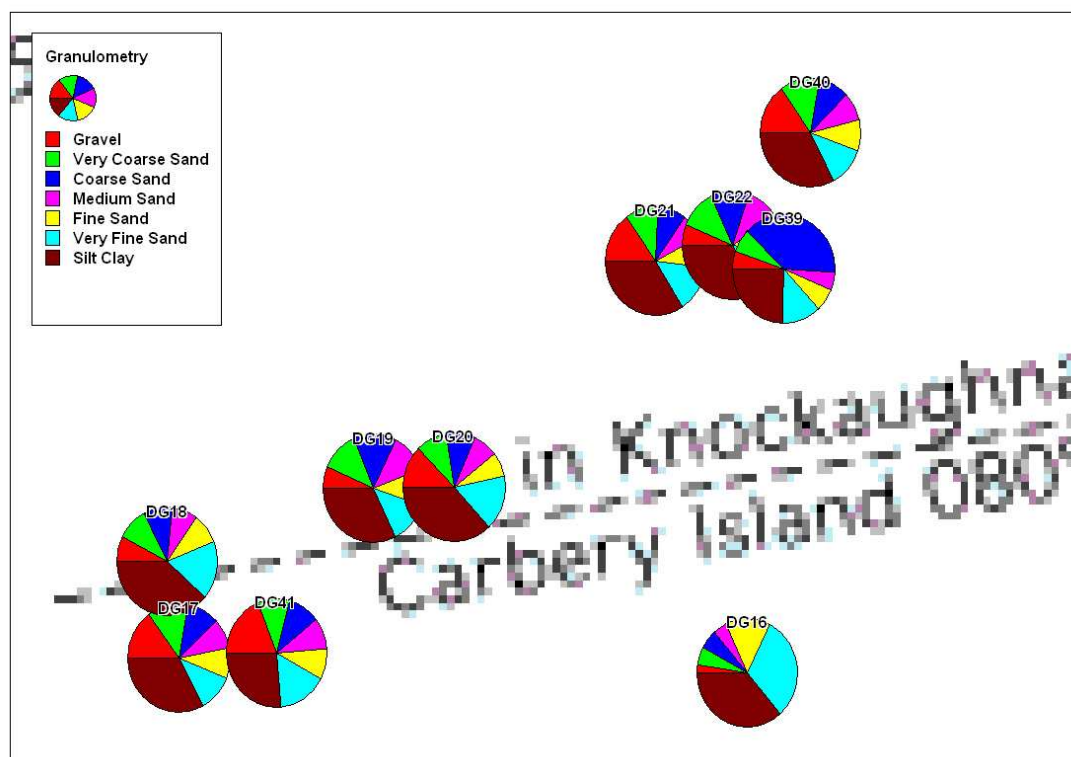 Granulometry
Gravel
Very Coarse Sand
Coarse Sand
Medium Sand
Fine Sand
Very Fine Sand
Silt Clay
DG40
DG22
DG21
DG39
in Knockaughna
DG19
DG20
Carbery Island 080°
DG18
DG17
DG41
DG16